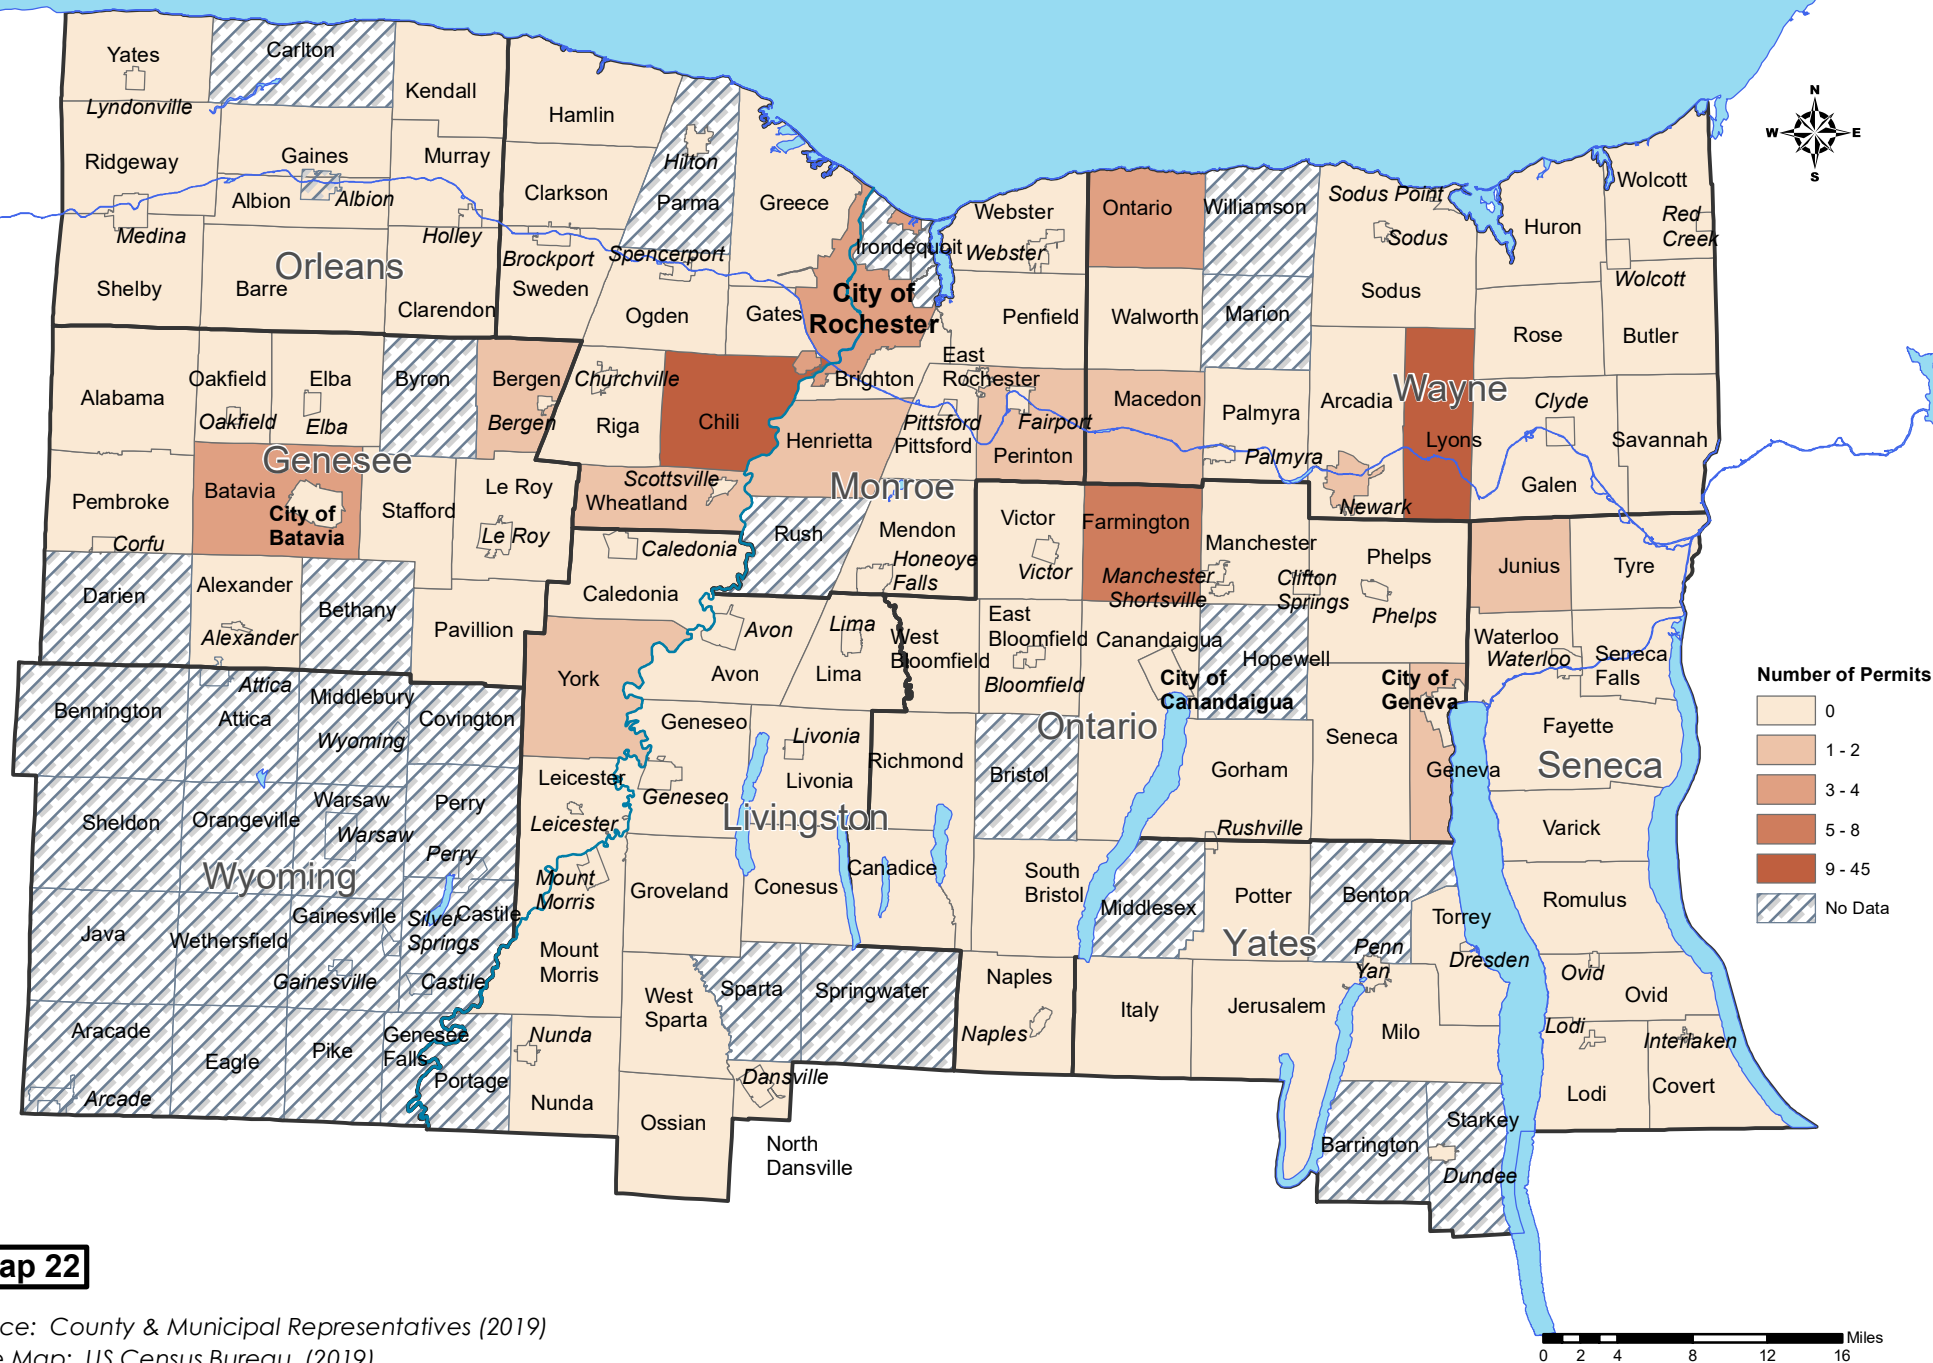 Yates
Carlton
Kendall
Lyndonville
Hamlin
Ridgeway
Gaines
Murray
Hilton
Albion
Albion
Clarkson
Parma
Greece
Medina
Holley
Brockport
Spencerport
Irondequoit
Webster
Webster
Ontario
Williamson
Sodus Point
Sodus
Huron
Wolcott
Red
Creek
Wolcott
Orleans
Shelby
Barre
Clarendon
Sweden
Ogden
Gates
City of
Rochester
Penfield
Walworth
Marion
Sodus
Rose
Butler
N
W
E
S
Alabama
Oakfield
Oakfield
Elba
Elba
Byron
Bergen
Bergen
Churchville
Riga
Chili
Brighton
East
Rochester
Henrietta
Pittsford
Pittsford
Fairport
Perinton
Macedon
Palmyra
Palmyra
Arcadia
Wayne
Lyons
Clyde
Savannah
Galen
Newark
Genesee
Pembroke
Batavia
City of
Batavia
Stafford
Le Roy
Le Roy
Scottsville
Wheatland
Monroe
Rush
Mendon
Honeoye
Falls
Victor
Victor
Farmington
Manchester
Manchester
Shortsville
Clifton
Springs
Phelps
Phelps
Junius
Tyre
Corfu
Darien
Alexander
Alexander
Bethany
Pavillion
Caledonia
Caledonia
Avon
Avon
Lima
Lima
West
Bloomfield
East
Bloomfield
Bloomfield
Canandaigua
Hopewell
City of
Canandaigua
City of
Geneva
Waterloo
Waterloo
Seneca
Falls
York
Bennington
Attica
Attica
Middlebury
Wyoming
Covington
Geneseo
Geneseo
Livonia
Livonia
Richmond
Ontario
Bristol
Gorham
Seneca
Geneva
Fayette
Seneca
Sheldon
Orangeville
Warsaw
Warsaw
Perry
Perry
Leicester
Leicester
Livingston
Rushville
Varick
Wyoming
Java
Wethersfield
Gainesville
Gainesville
Silver
Springs
Castile
Castile
Mount
Morris
Mount
Morris
Groveland
Conesus
Canadice
South
Bristol
Middlesex
Potter
Benton
Torrey
Yates
Penn
Yan
Dresden
Romulus
Ovid
Ovid
Aracade
Arcade
Eagle
Pike
Genesee
Falls
Portage
Nunda
Nunda
West
Sparta
Sparta
Springwater
Dansville
Ossian
North
Dansville
Naples
Naples
Italy
Jerusalem
Milo
Lodi
Lodi
Interlaken
Covert
Barrington
Starkey
Dundee
Number of Permits
0
1 - 2
3 - 4
5 - 8
9 - 45
No Data
ap 22
ce: County & Municipal Representatives (2019)
e Map: US Census Bureau, (2019)
Miles
0 2 4 8 12 16